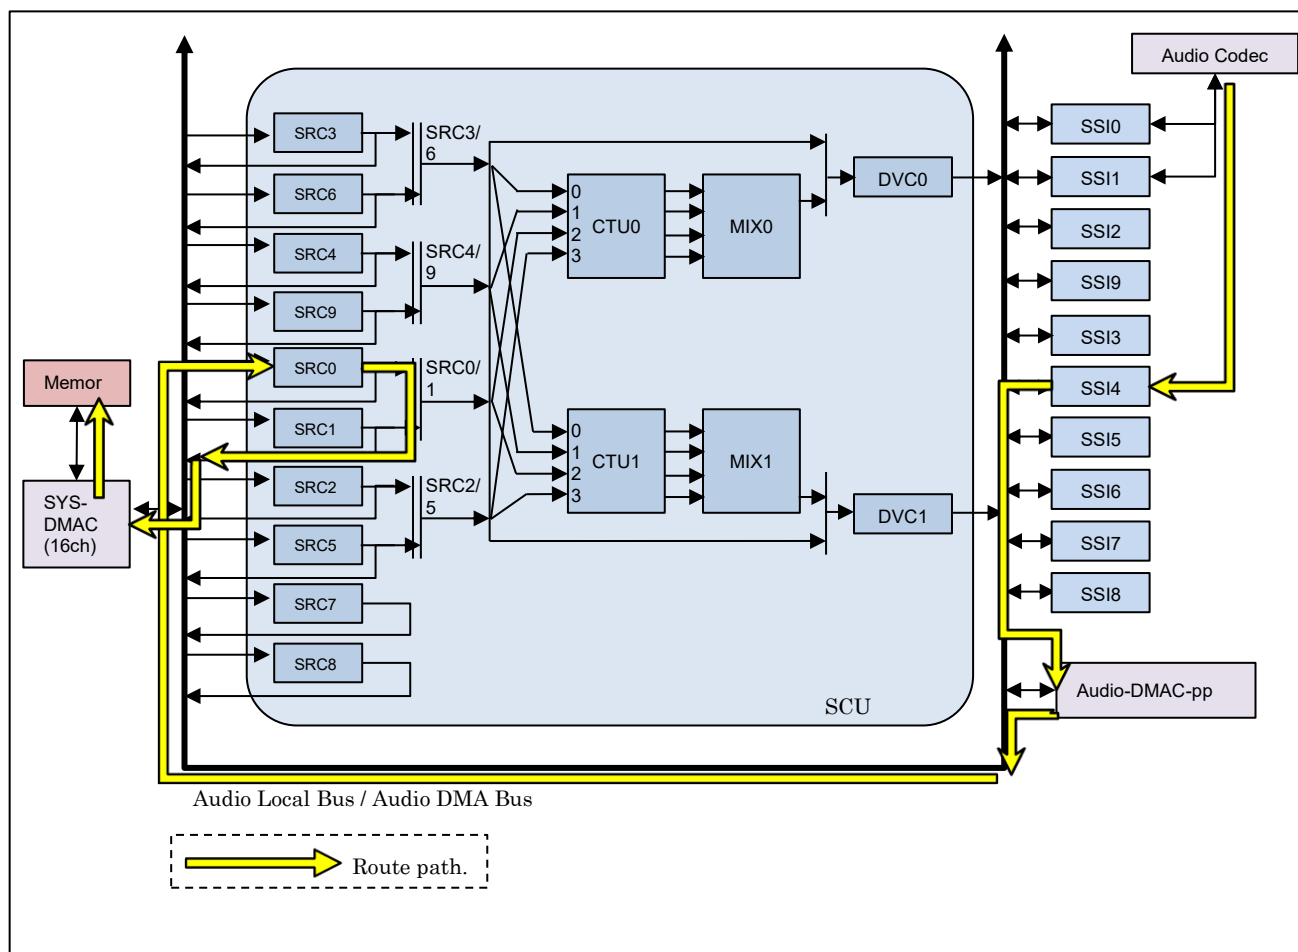 Audio Codec
SRC3
SRC6
SRC4
SRC9
SRC0
SRC1
SRC2
SRC5
SRC7
SRC8
SRC3/
6
SRC4/
9
SRC0/
1
SRC2/
5
0
1
2
3
CTU0
MIX0
DVC0
0
1
2
3
CTU1
MIX1
DVC1
SCU
SSI0
SSI1
SSI2
SSI9
SSI3
SSI4
SSI5
SSI6
SSI7
SSI8
Audio-DMAC-pp
Memor
SYS-
DMAC
(16ch)
Audio Local Bus / Audio DMA Bus
Route path.